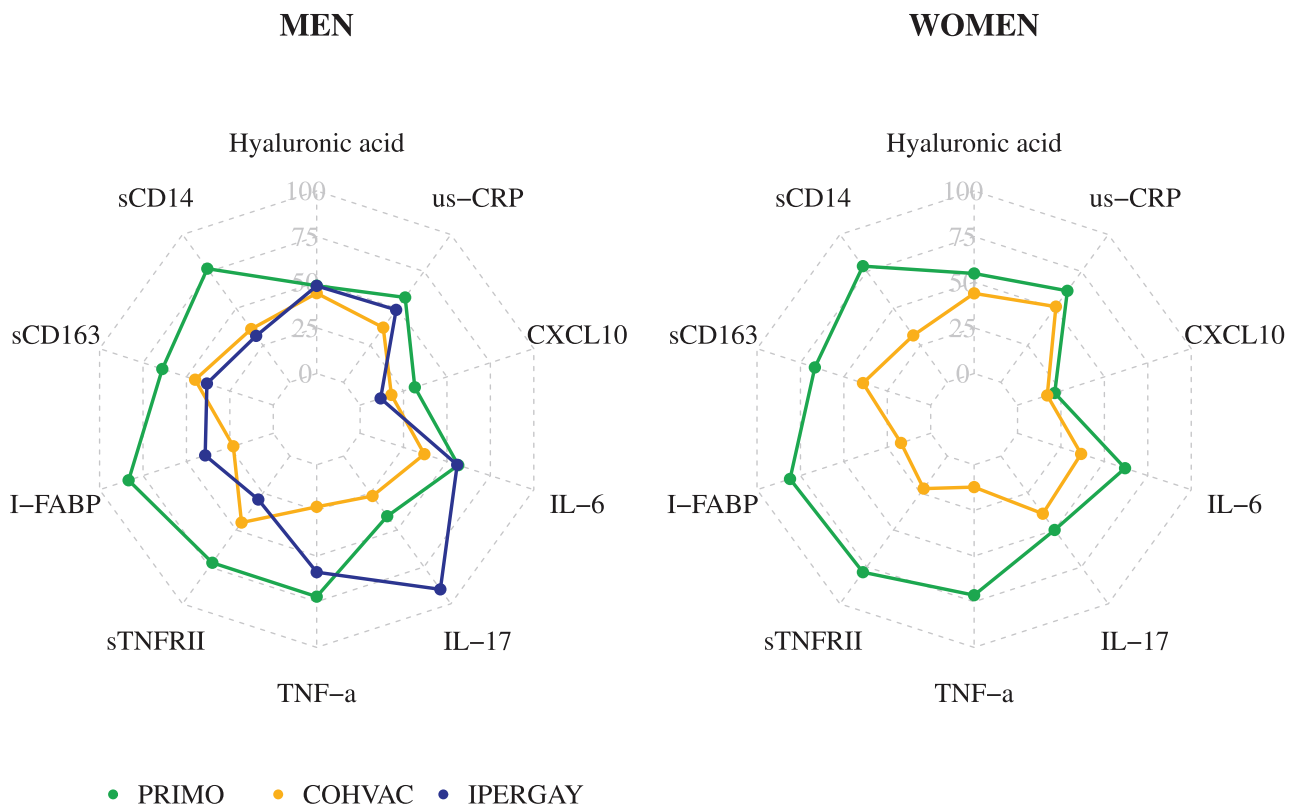 MEN
WOMEN
Hyaluronic acid
Hyaluronic acid
sCD14
100
us−CRP
sCD14
100
us−CRP
75
75
50
50
sCD163
25
CXCL10
sCD163
25
CXCL10
0
0
I−FABP
IL−6
I−FABP
IL−6
sTNFRII
IL−17
sTNFRII
IL−17
TNF−a
TNF−a
PRIMO
COHVAC
IPERGAY